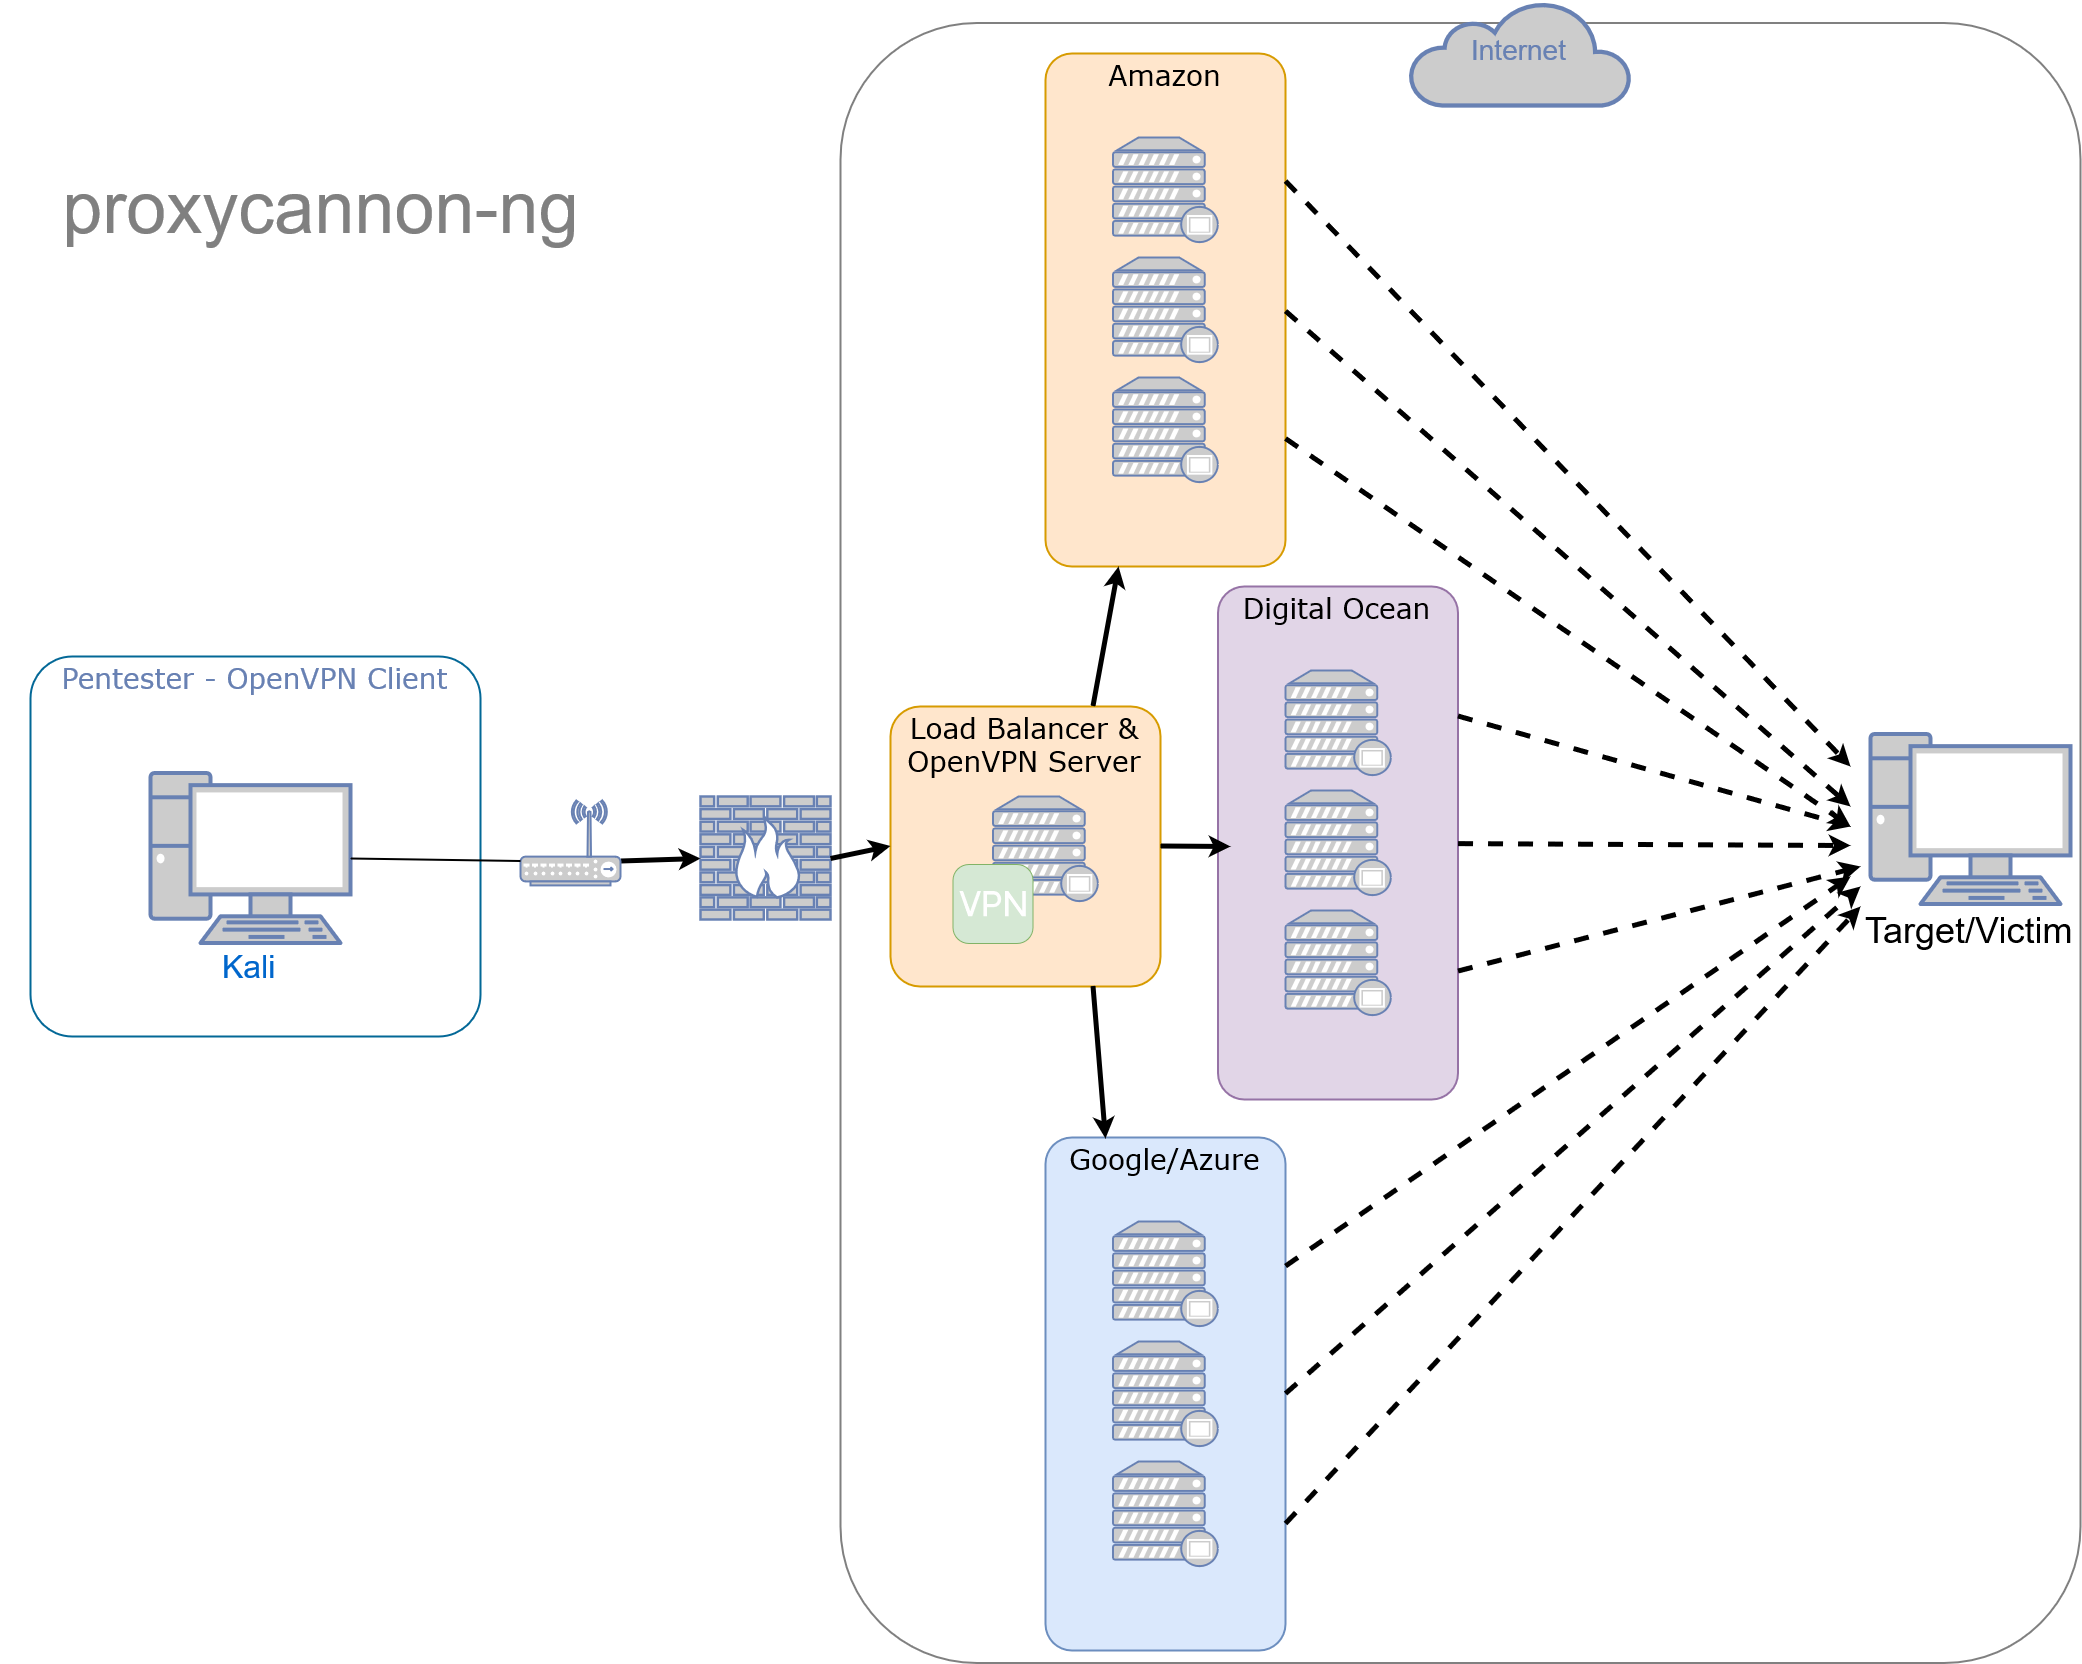 proxycannon-ng
Internet
Amazon
Pentester - OpenVPN Client
Kali
Load Balancer &
OpenVPN Server
VPN
Digital Ocean
Google/Azure
Target/Victim